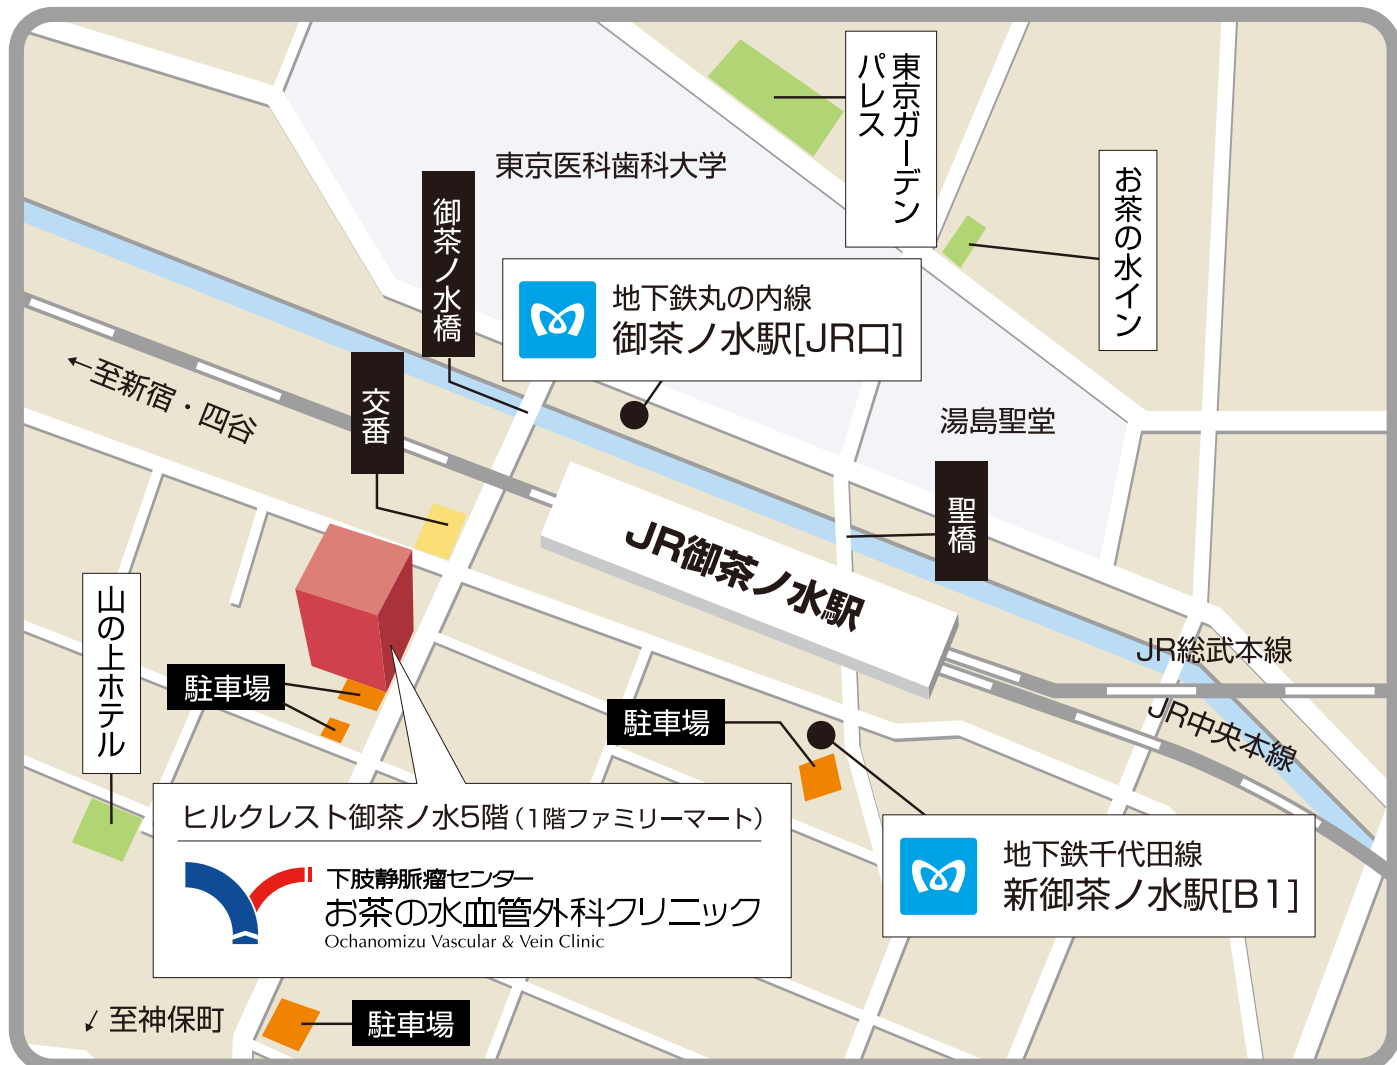 東京ガーデン
パレス
東京医科歯科大学
お茶の水イン
御茶ノ水橋
地下鉄丸の内線
御茶ノ水駅[JR口]
←至新宿・四谷
交番
湯島聖堂
聖橋
JR御茶ノ水駅
山の上ホテル
駐車場
JR総武本線
駐車場
JR中央本線
ヒルクレスト御茶ノ水5階(1階ファミリーマート)
下肢静脈瘤センター
お茶の水血管外科クリニック
Ochanomizu Vascular & Vein Clinic
地下鉄千代田線
新御茶ノ水駅[B1]
↙ 至神保町
駐車場